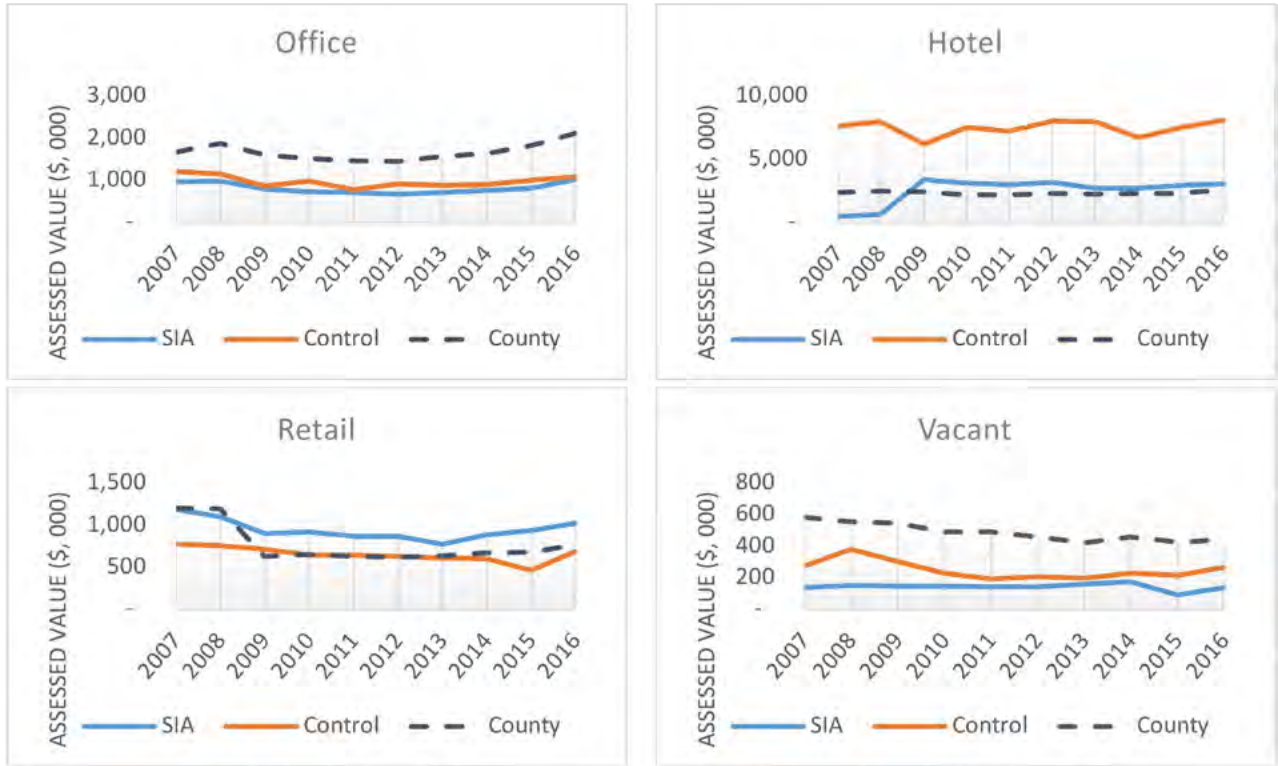 Office
ASSESSED VALUE ($, 000)
3,000
2,000
1,000
-
2007 2008 2009 2010 2011 2012 2013 2014 2015 2016
SIA Control County
Hotel
ASSESSED VALUE ($, 000)
10,000
5,000
-
2007 2008 2009 2010 2011 2012 2013 2014 2015 2016
SIA Control County
Retail
ASSESSED VALUE ($, 000)
1,500
1,000
500
-
2007 2008 2009 2010 2011 2012 2013 2014 2015 2016
SIA Control County
Vacant
ASSESSED VALUE ($, 000)
800
600
400
200
-
2007 2008 2009 2010 2011 2012 2013 2014 2015 2016
SIA Control County